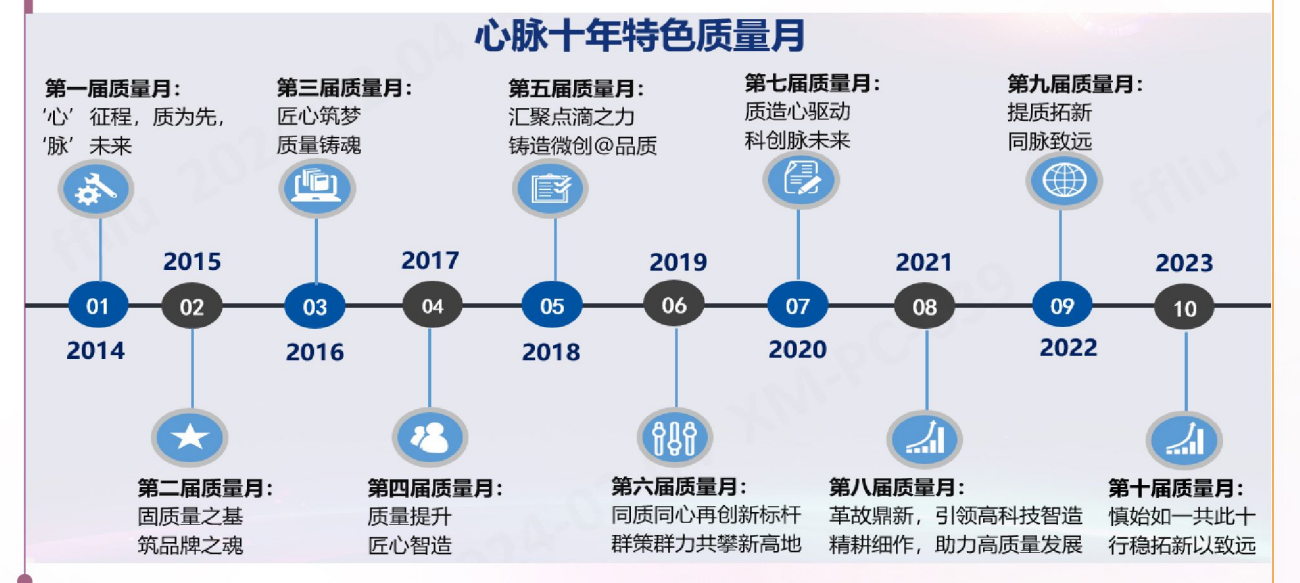 心脉十年特色质量月
第一届质量月：
‘心’征程，质为先，
‘脉’未来
第三届质量月：
匠心筑梦
质量铸魂
第五届质量月：
汇聚点滴之力
铸造微创@品质
第七届质量月：
质造心驱动
科创脉未来
第九届质量月：
提质拓新
同脉致远
2015
2017
2019
2021
2023
01
02
03
04
05
06
07
08
09
10
2014
2016
2018
2020
2022
第二届质量月：
固质量之基
筑品牌之魂
第四届质量月：
质量提升
匠心智造
第六届质量月：
同质同心再创新标杆
群策群力共攀新高地
第八届质量月：
革故鼎新，引领高科技智造
精耕细作，助力高质量发展
第十届质量月：
慎始如一共此十
行稳拓新以致远